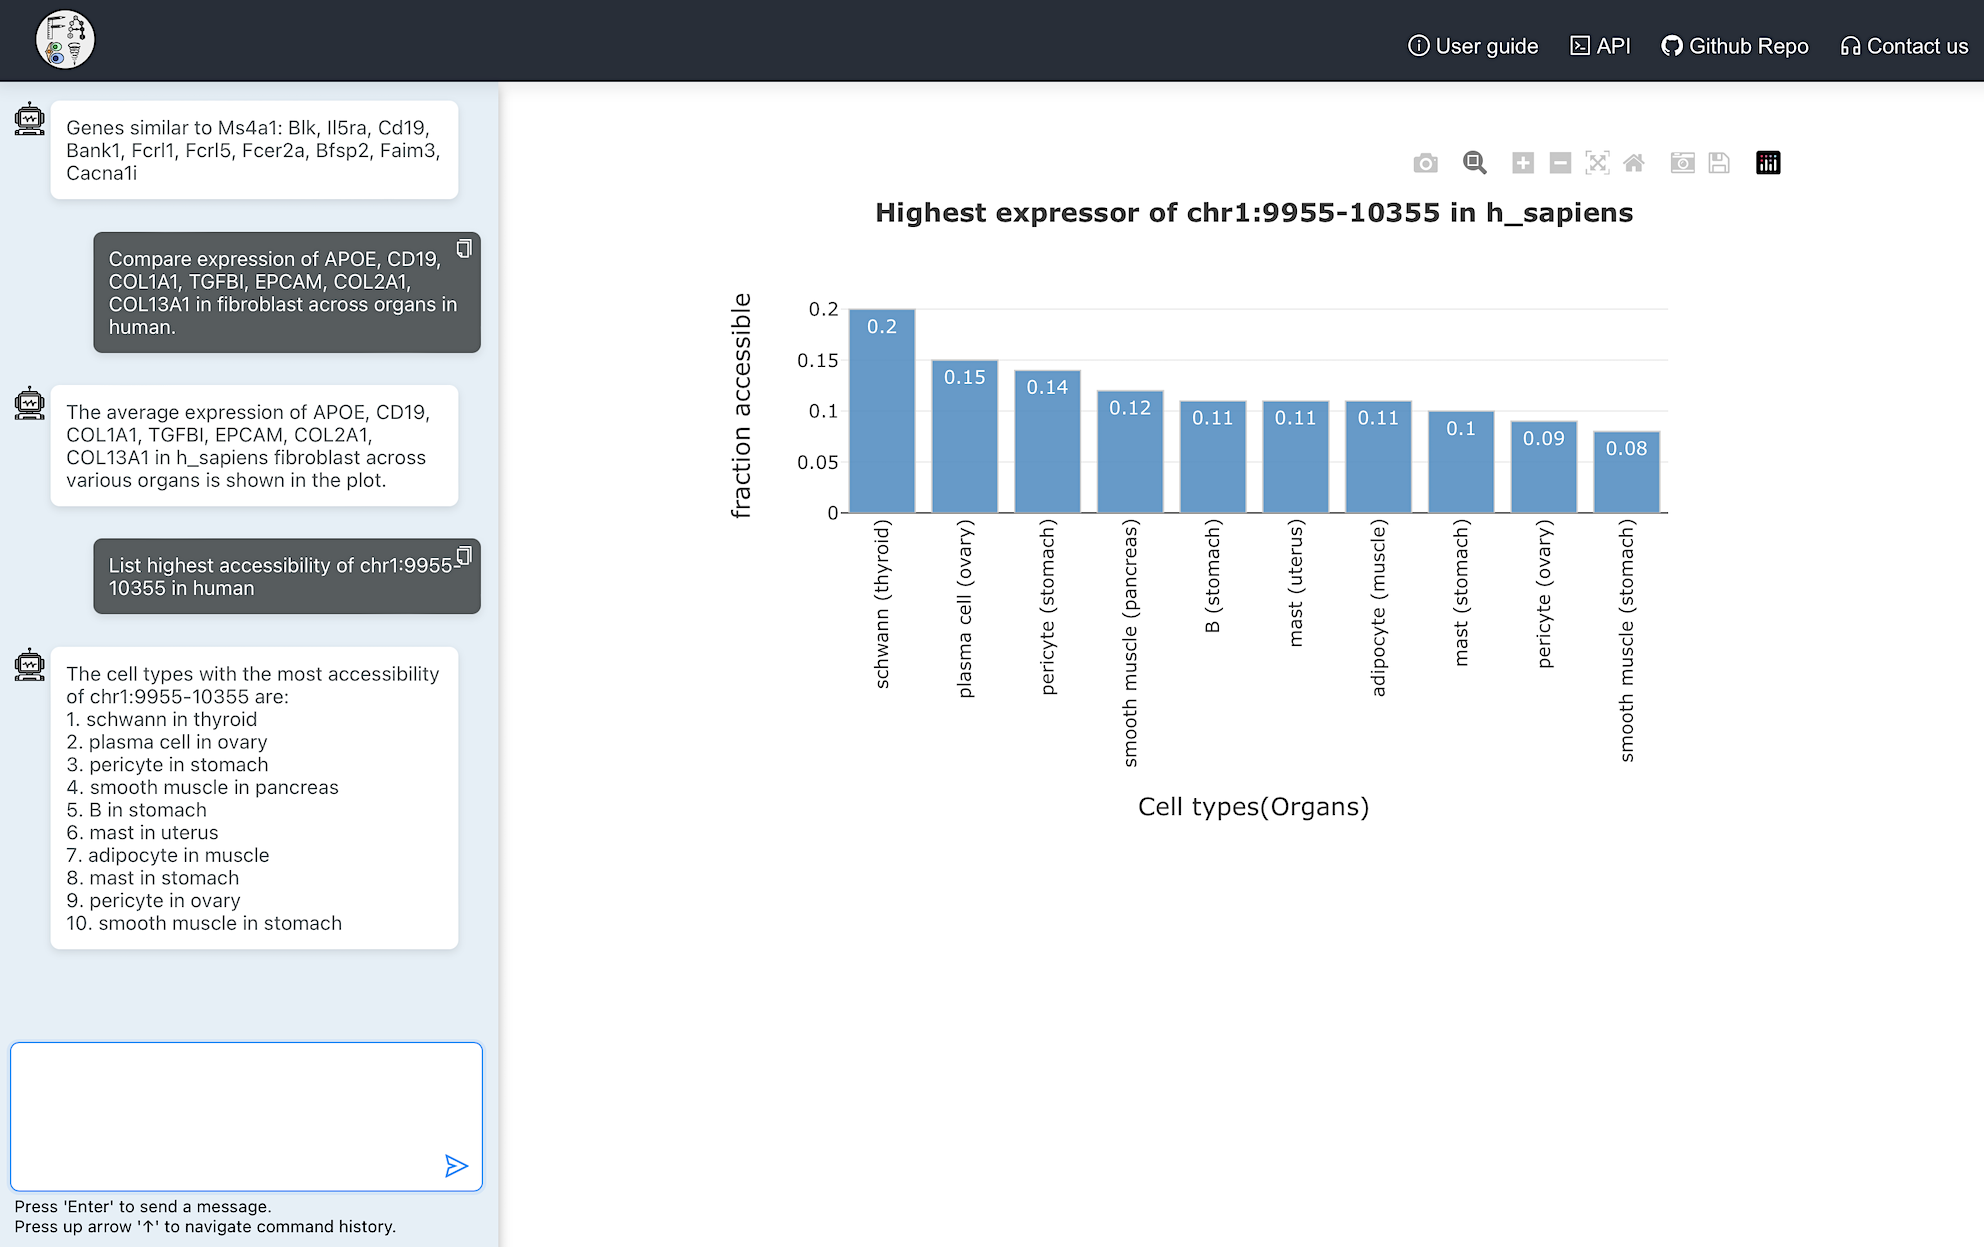 FA
User guide
API
Github Repo
Contact us
Genes similar to Ms4a1: Blk, Il5ra, Cd19,
Bank1, Fcrl1, Fcrl5, Fcer2a, Bfsp2, Faim3,
Cacna1i
Compare expression of APOE, CD19,
COL1A1, TGFBI, EPCAM, COL2A1,
COL13A1 in fibroblast across organs in
human.
The average expression of APOE, CD19,
COL1A1, TGFBI, EPCAM, COL2A1,
COL13A1 in h_sapiens fibroblast across
various organs is shown in the plot.
List highest accessibility of chr1:9955-
10355 in human
The cell types with the most accessibility
of chr1:9955-10355 are:
1. schwann in thyroid
2. plasma cell in ovary
3. pericyte in stomach
4. smooth muscle in pancreas
5. B in stomach
6. mast in uterus
7. adipocyte in muscle
8. mast in stomach
9. pericyte in ovary
10. smooth muscle in stomach
Press 'Enter' to send a message.
Press up arrow '↑' to navigate command history.
Highest expressor of chr1:9955-10355 in h_sapiens
fraction accessible
0.2
0.15
0.1
0.05
0
0.2
0.15
0.14
0.12
0.11
0.11
0.11
0.1
0.09
0.08
schwann (thyroid)
plasma cell (ovary)
pericyte (stomach)
smooth muscle (pancreas)
B (stomach)
mast (uterus)
adipocyte (muscle)
mast (stomach)
pericyte (ovary)
smooth muscle (stomach)
Cell types(Organs)